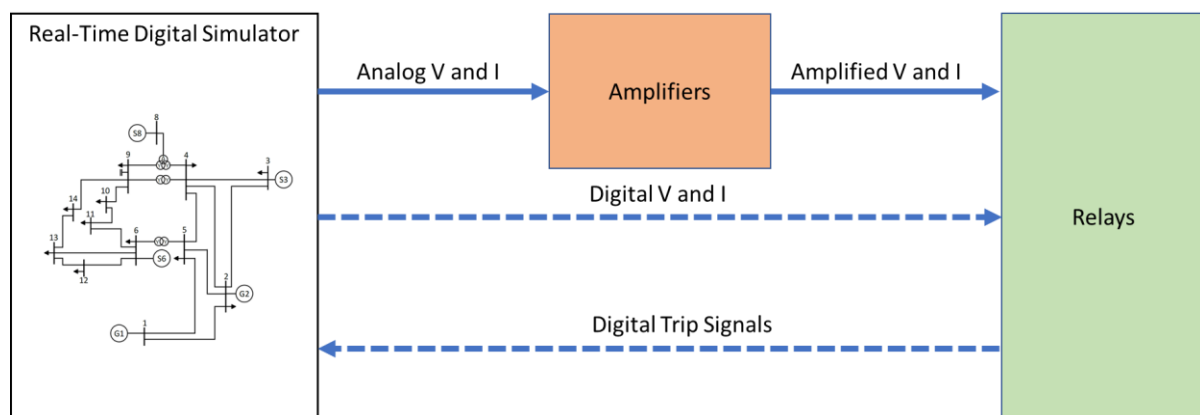 Real-Time Digital Simulator
Analog V and I
Amplifiers
Amplified V and I
Digital V and I
Relays
Digital Trip Signals
8
S8
9
4
3
S3
10
14
11
13
6
5
S6
12
2
G2
1
G1